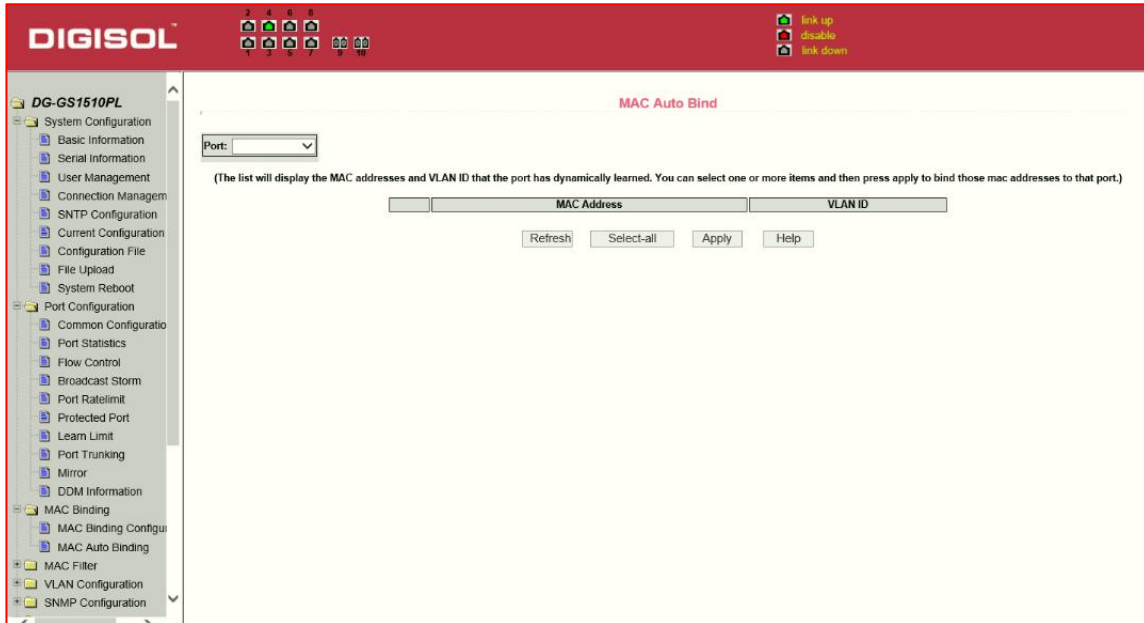 DIGISOL™
2 4 6 8
1 3 5 7 9 10
link up
disable
link down
DG-GS1510PL
System Configuration
Basic Information
Serial Information
User Management
Connection Managem
SNTP Configuration
Current Configuration
Configuration File
File Upload
System Reboot
Port Configuration
Common Configuratio
Port Statistics
Flow Control
Broadcast Storm
Port Ratelimit
Protected Port
Learn Limit
Port Trunking
Mirror
DDM Information
MAC Binding
MAC Binding Configu
MAC Auto Binding
MAC Filter
VLAN Configuration
SNMP Configuration
MAC Auto Bind
Port:
(The list will display the MAC addresses and VLAN ID that the port has dynamically learned. You can select one or more items and then press apply to bind those mac addresses to that port.)
MAC Address VLAN ID
Refresh Select-all Apply Help